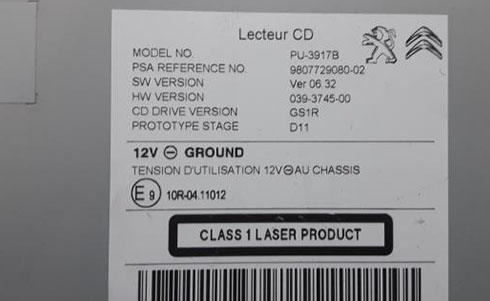 Lecteur CD
MODEL NO. PU-3917B
PSA REFERENCE NO. 9807729080-02
SW VERSION Ver 06.32
HW VERSION 039-3745-00
CD DRIVE VERSION GS1R
PROTOTYPE STAGE D11
12V ⊖ GROUND
TENSION D'UTILISATION 12V⊖AU CHASSIS
E9 10R-04.11012
CLASS 1 LASER PRODUCT